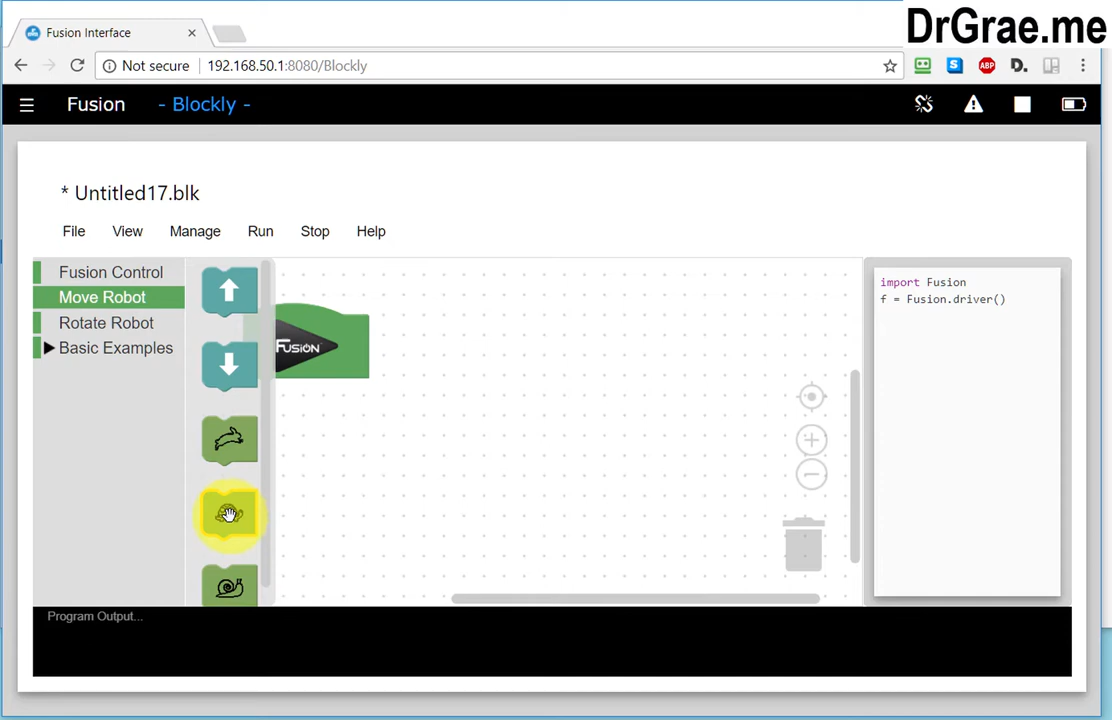 DrGrae.me
Fusion Interface
Not secure 192.168.50.1:8080/Blockly
ABP D.
Fusion - Blockly -
* Untitled17.blk
File View Manage Run Stop Help
Fusion Control
Move Robot
Rotate Robot
Basic Examples
FUSION
import Fusion
f = Fusion.driver()
Program Output...